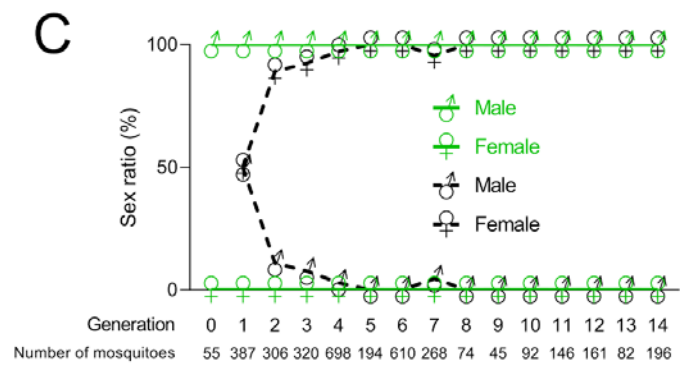 C
Sex ratio (%)
100
50
0
Male
Female
Male
Female
Generation 0 1 2 3 4 5 6 7 8 9 10 11 12 13 14
Number of mosquitoes 55 387 306 320 698 194 610 268 74 45 92 146 161 82 196